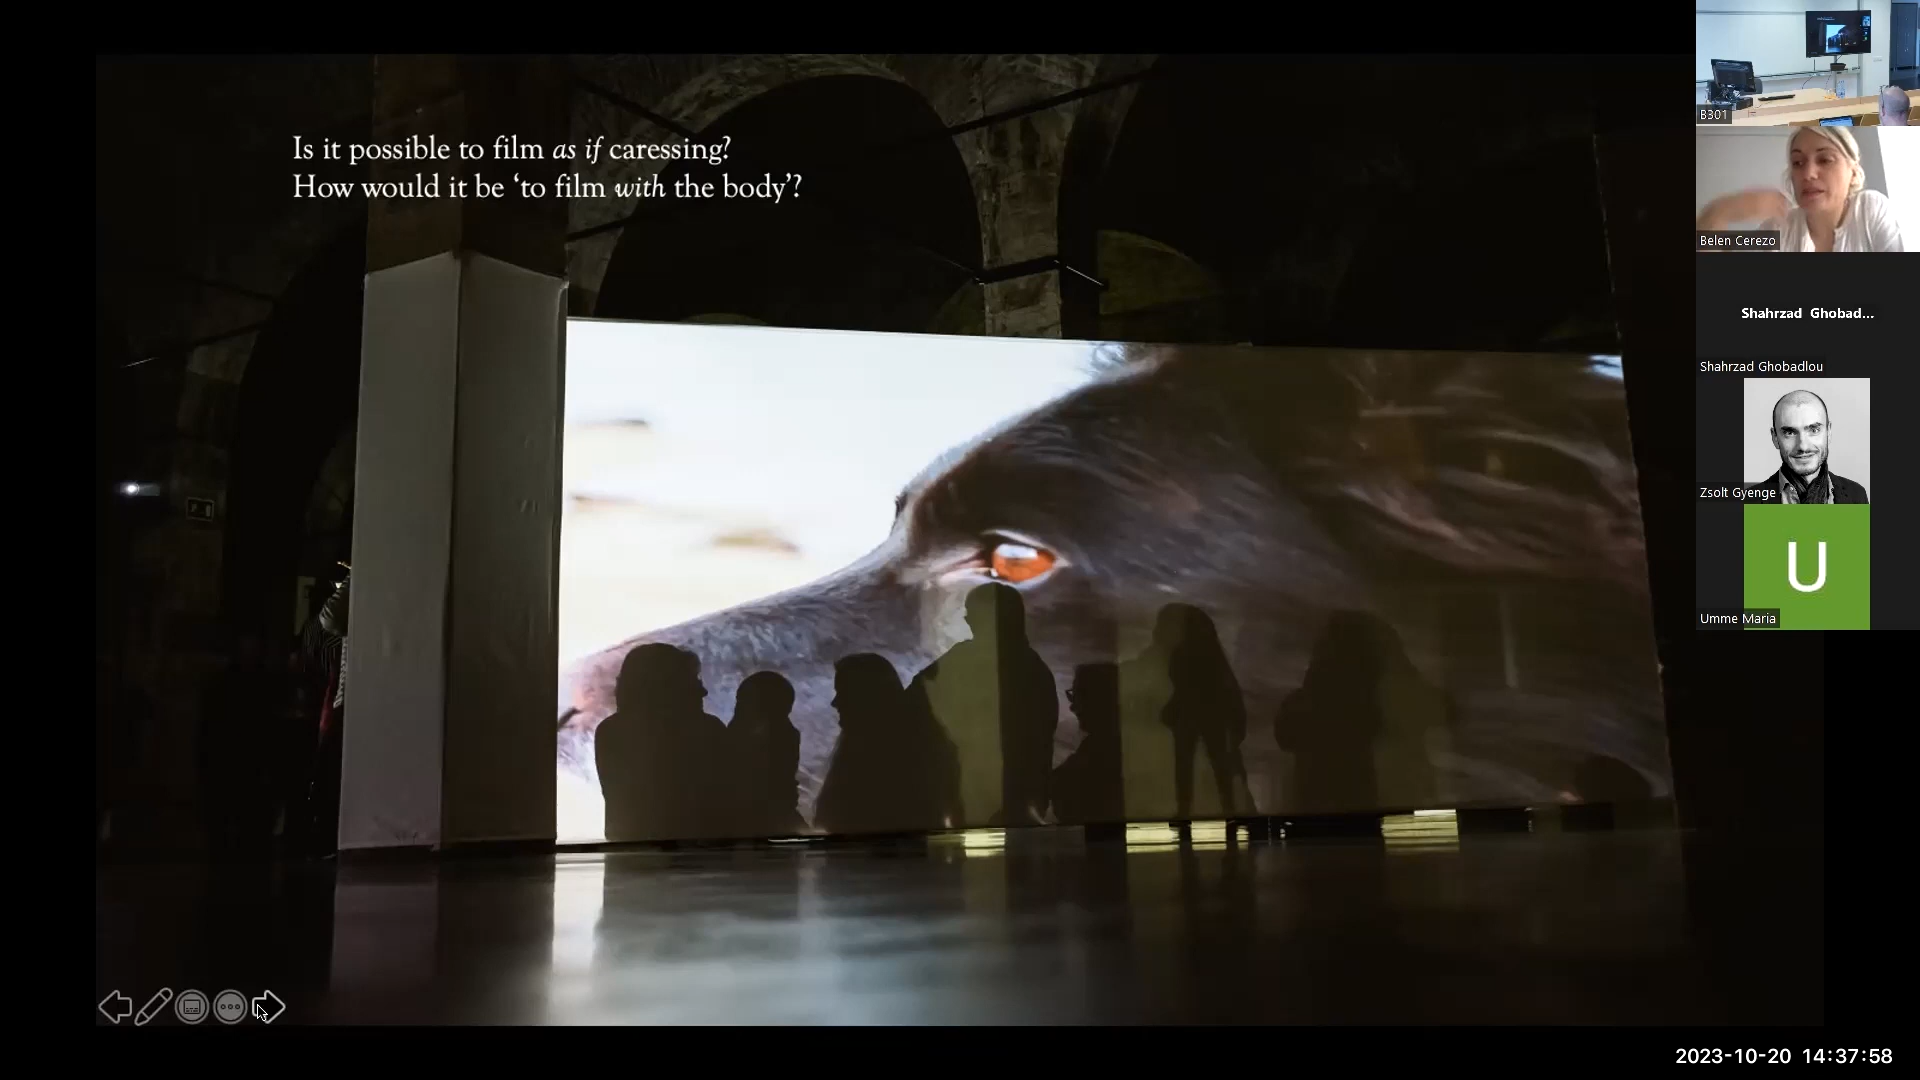 Is it possible to film as if caressing?
How would it be ‘to film with the body’?
B301
Belen Cerezo
Shahrzad Ghobad...
Shahrzad Ghobadlou
Zsolt Gyenge
U
Umme Maria
2023-10-20 14:37:58